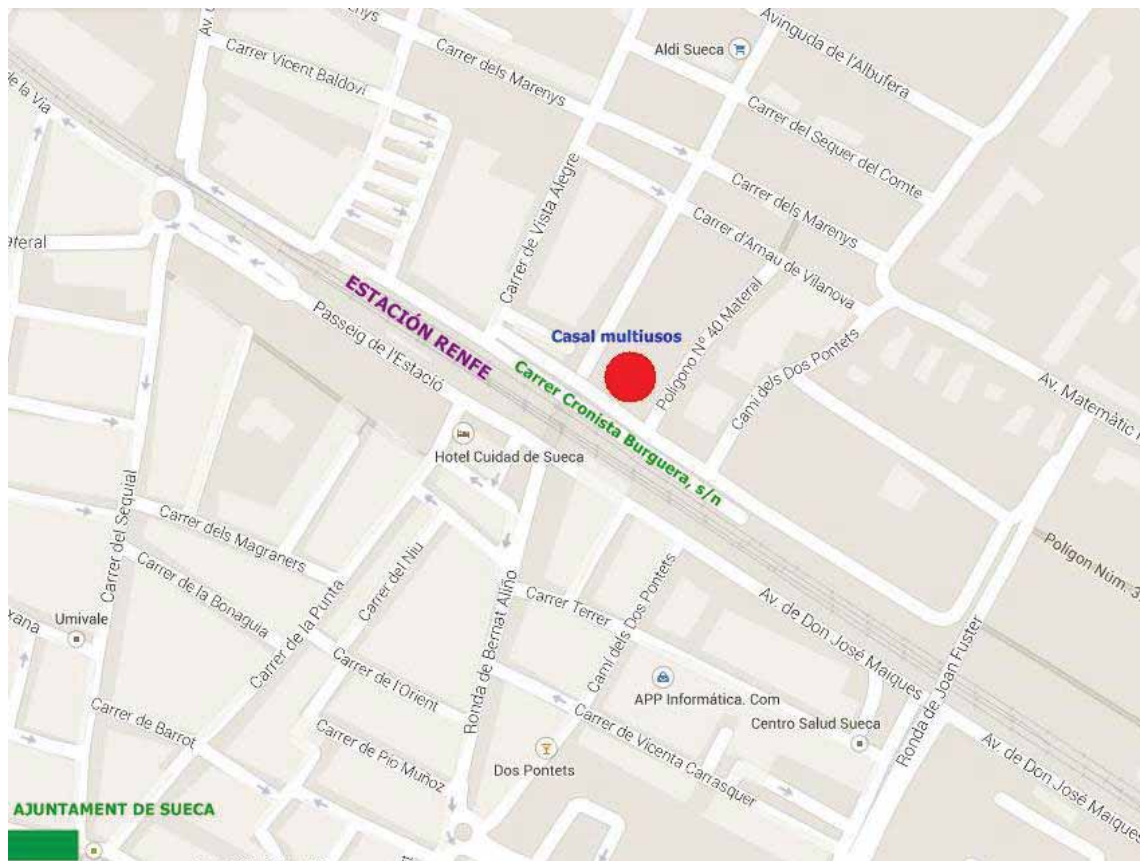 Avinguda de l'Albufera
Aldi Sueca
Carrer dels Marenys
Carrer Vicent Baldoví
de la Via
Carrer del Sequer del Comte
Carrer de Vista Alegre
Carrer dels Marenys
Carrer d'Arnau de Vilanova
ESTACIÓN RENFE
Passeig de l'Estació
Casal multiusos
Poligono Nº 40 Materal
Camí dels Dos Pontets
Av. Matemàtic
Carrer Cronista Burguera, s/n
Hotel Cuidad de Sueca
Carrer del Sequial
Carrer dels Magraners
Carrer del Niu
Polígon Núm. 3
Carrer de la Bonaguia
Carrer de la Punta
Ronda de Bernat Aliño
Carrer Terrer
Camí dels Dos Pontets
Av. de Don José Maiques
Ronda de Joan Fuster
Umivale
Carrer de l'Orient
APP Informática. Com
Centro Salud Sueca
Carrer de Barrot
Carrer de Pio Muñoz
Dos Pontets
Carrer de Vicenta Carrasquer
Av. de Don José Maiques
AJUNTAMENT DE SUECA